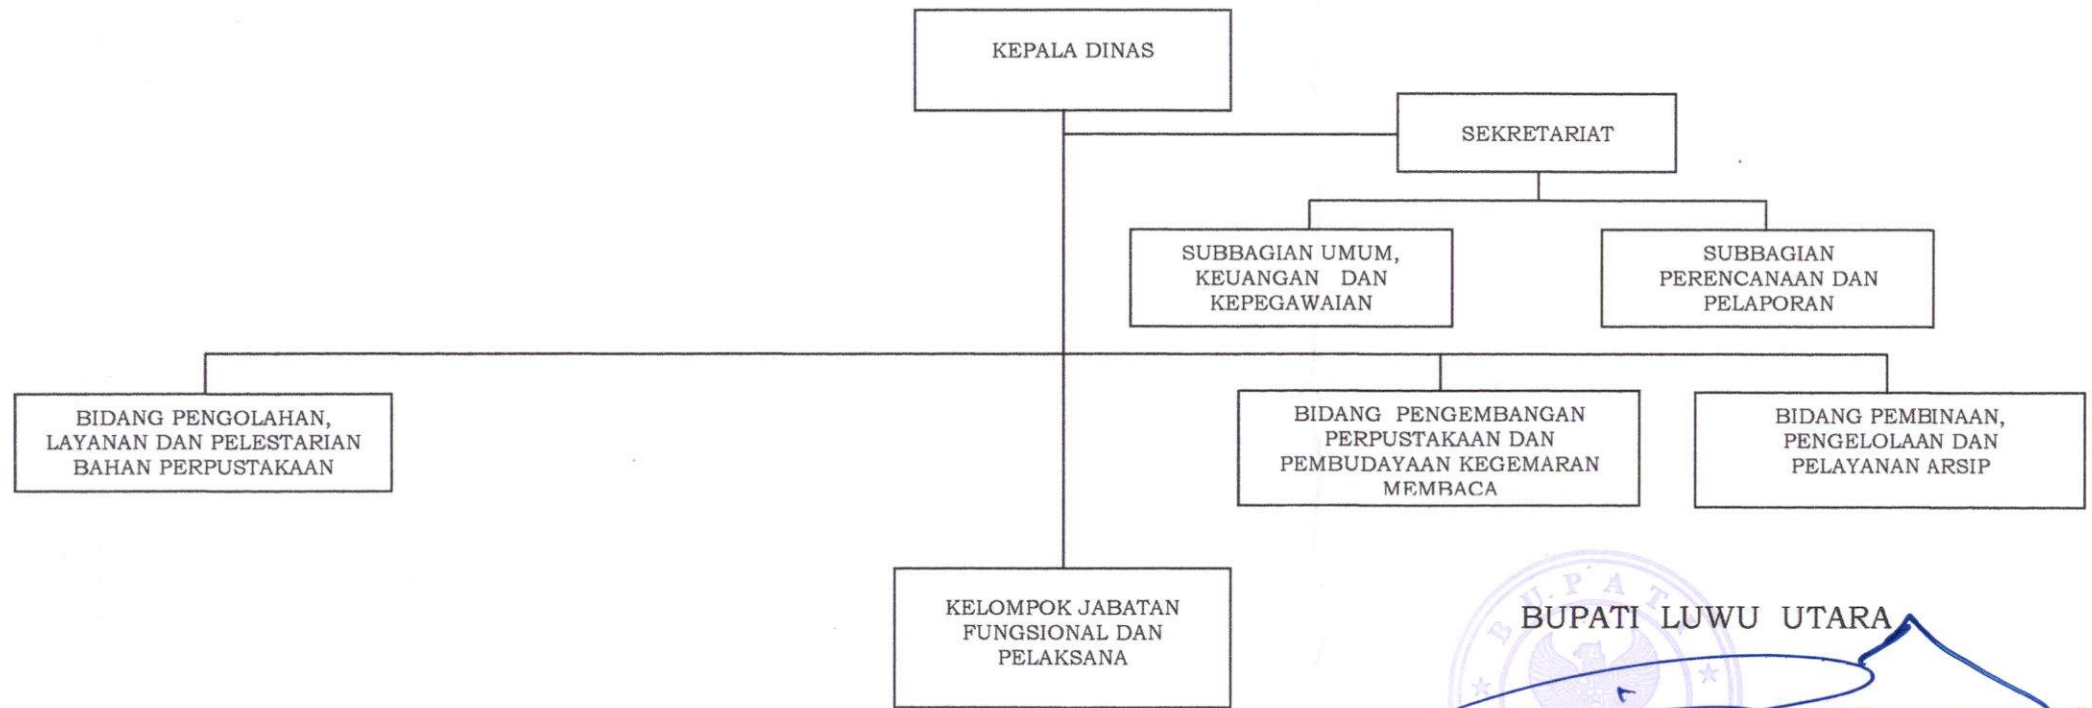 KEPALA DINAS
SEKRETARIAT
SUBBAGIAN UMUM,
KEUANGAN DAN
KEPEGAWAIAN
SUBBAGIAN
PERENCANAAN DAN
PELAPORAN
BIDANG PENGOLAHAN,
LAYANAN DAN PELESTARIAN
BAHAN PERPUSTAKAAN
BIDANG PENGEMBANGAN
PERPUSTAKAAN DAN
PEMBUDAYAAN KEGEMARAN
MEMBACA
BIDANG PEMBINAAN,
PENGELOLAAN DAN
PELAYANAN ARSIP
KELOMPOK JABATAN
FUNGSIONAL DAN
PELAKSANA
BUPATI
BUPATI LUWU UTARA